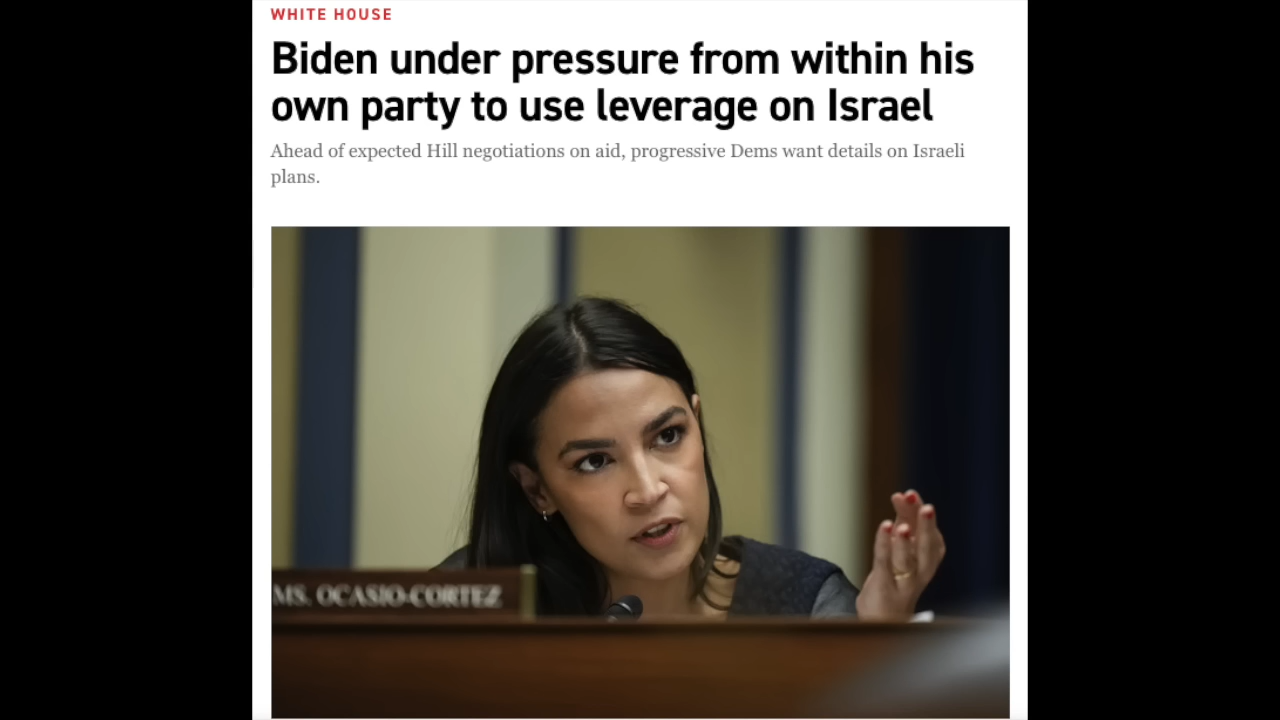 WHITE HOUSE
Biden under pressure from within his
own party to use leverage on Israel
Ahead of expected Hill negotiations on aid, progressive Dems want details on Israeli
plans.
MS. OCASIO-CORTEZ